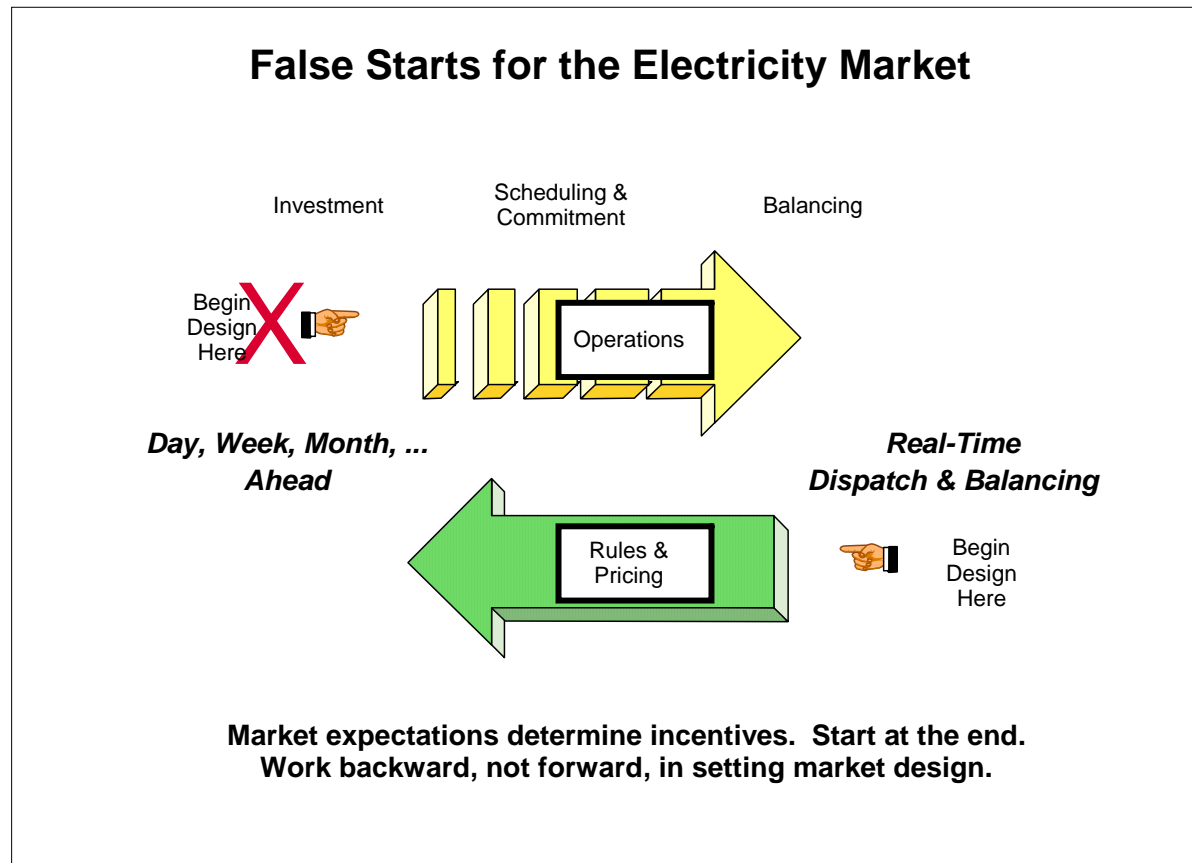 False Starts for the Electricity Market
Investment
Scheduling &
Commitment
Balancing
Begin
Design
Here
Operations
Day, Week, Month, ...
Ahead
Real-Time
Dispatch & Balancing
Rules &
Pricing
Begin
Design
Here
Market expectations determine incentives.  Start at the end.
Work backward, not forward, in setting market design.